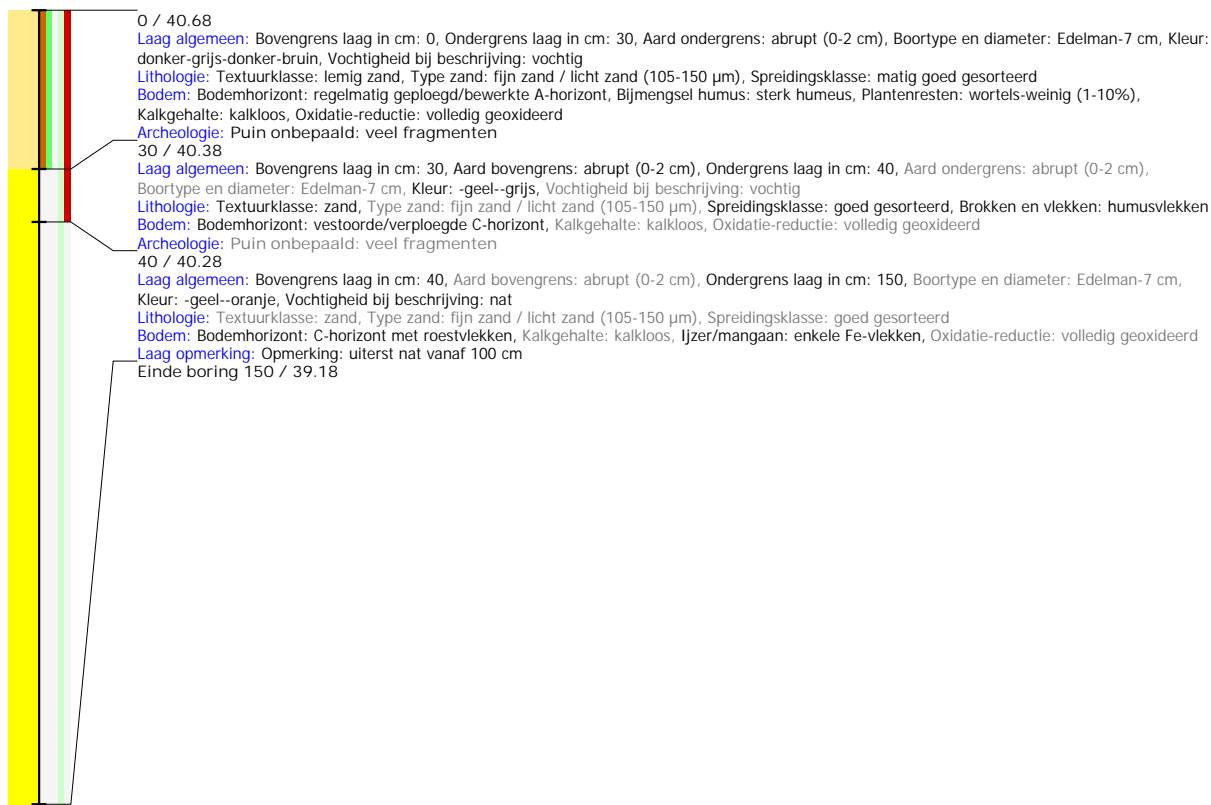 0 / 40.68
Laag algemeen: Bovengrens laag in cm: 0, Ondergrens laag in cm: 30, Aard ondergrens: abrupt (0-2 cm), Boortype en diameter: Edelman-7 cm, Kleur:
donker-grijs-donker-bruin, Vochtigheid bij beschrijving: vochtig
Lithologie: Textuurklasse: lemig zand, Type zand: fijn zand / licht zand (105-150 µm), Spreidingsklasse: matig goed gesorteerd
Bodem: Bodemhorizont: regelmatig geploegd/bewerkte A-horizont, Bijmengsel humus: sterk humeus, Plantenresten: wortels-weinig (1-10%),
Kalkgehalte: kalkloos, Oxidatie-reductie: volledig geoxideerd
Archeologie: Puin onbepaald: veel fragmenten
30 / 40.38
Laag algemeen: Bovengrens laag in cm: 30, Aard bovengrens: abrupt (0-2 cm), Ondergrens laag in cm: 40, Aard ondergrens: abrupt (0-2 cm),
Boortype en diameter: Edelman-7 cm, Kleur: -geel--grijs, Vochtigheid bij beschrijving: vochtig
Lithologie: Textuurklasse: zand, Type zand: fijn zand / licht zand (105-150 µm), Spreidingsklasse: goed gesorteerd, Brokken en vlekken: humusvlekken
Bodem: Bodemhorizont: vestoorde/verploegde C-horizont, Kalkgehalte: kalkloos, Oxidatie-reductie: volledig geoxideerd
Archeologie: Puin onbepaald: veel fragmenten
40 / 40.28
Laag algemeen: Bovengrens laag in cm: 40, Aard bovengrens: abrupt (0-2 cm), Ondergrens laag in cm: 150, Boortype en diameter: Edelman-7 cm,
Kleur: -geel--oranje, Vochtigheid bij beschrijving: nat
Lithologie: Textuurklasse: zand, Type zand: fijn zand / licht zand (105-150 µm), Spreidingsklasse: goed gesorteerd
Bodem: Bodemhorizont: C-horizont met roestvlekken, Kalkgehalte: kalkloos, Ijzer/mangaan: enkele Fe-vlekken, Oxidatie-reductie: volledig geoxideerd
Laag opmerking: Opmerking: uiterst nat vanaf 100 cm
Einde boring 150 / 39.18